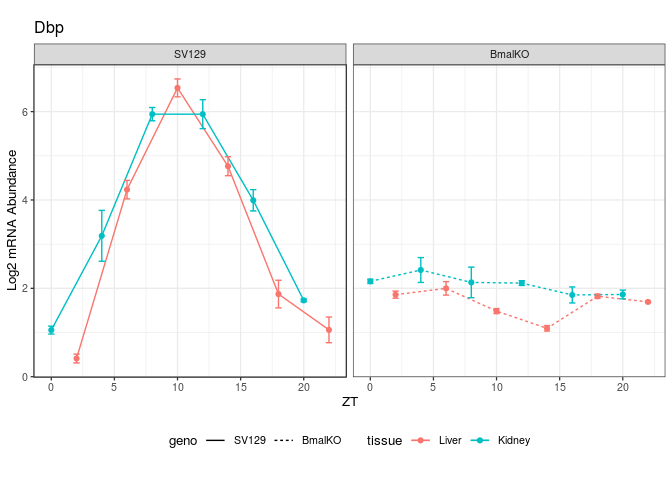 Dbp
SV129 BmalKO
Log2 mRNA Abundance
6
4
2
0
0 5 10 15 20 0 5 10 15 20
ZT
geno SV129 BmalKO tissue Liver Kidney